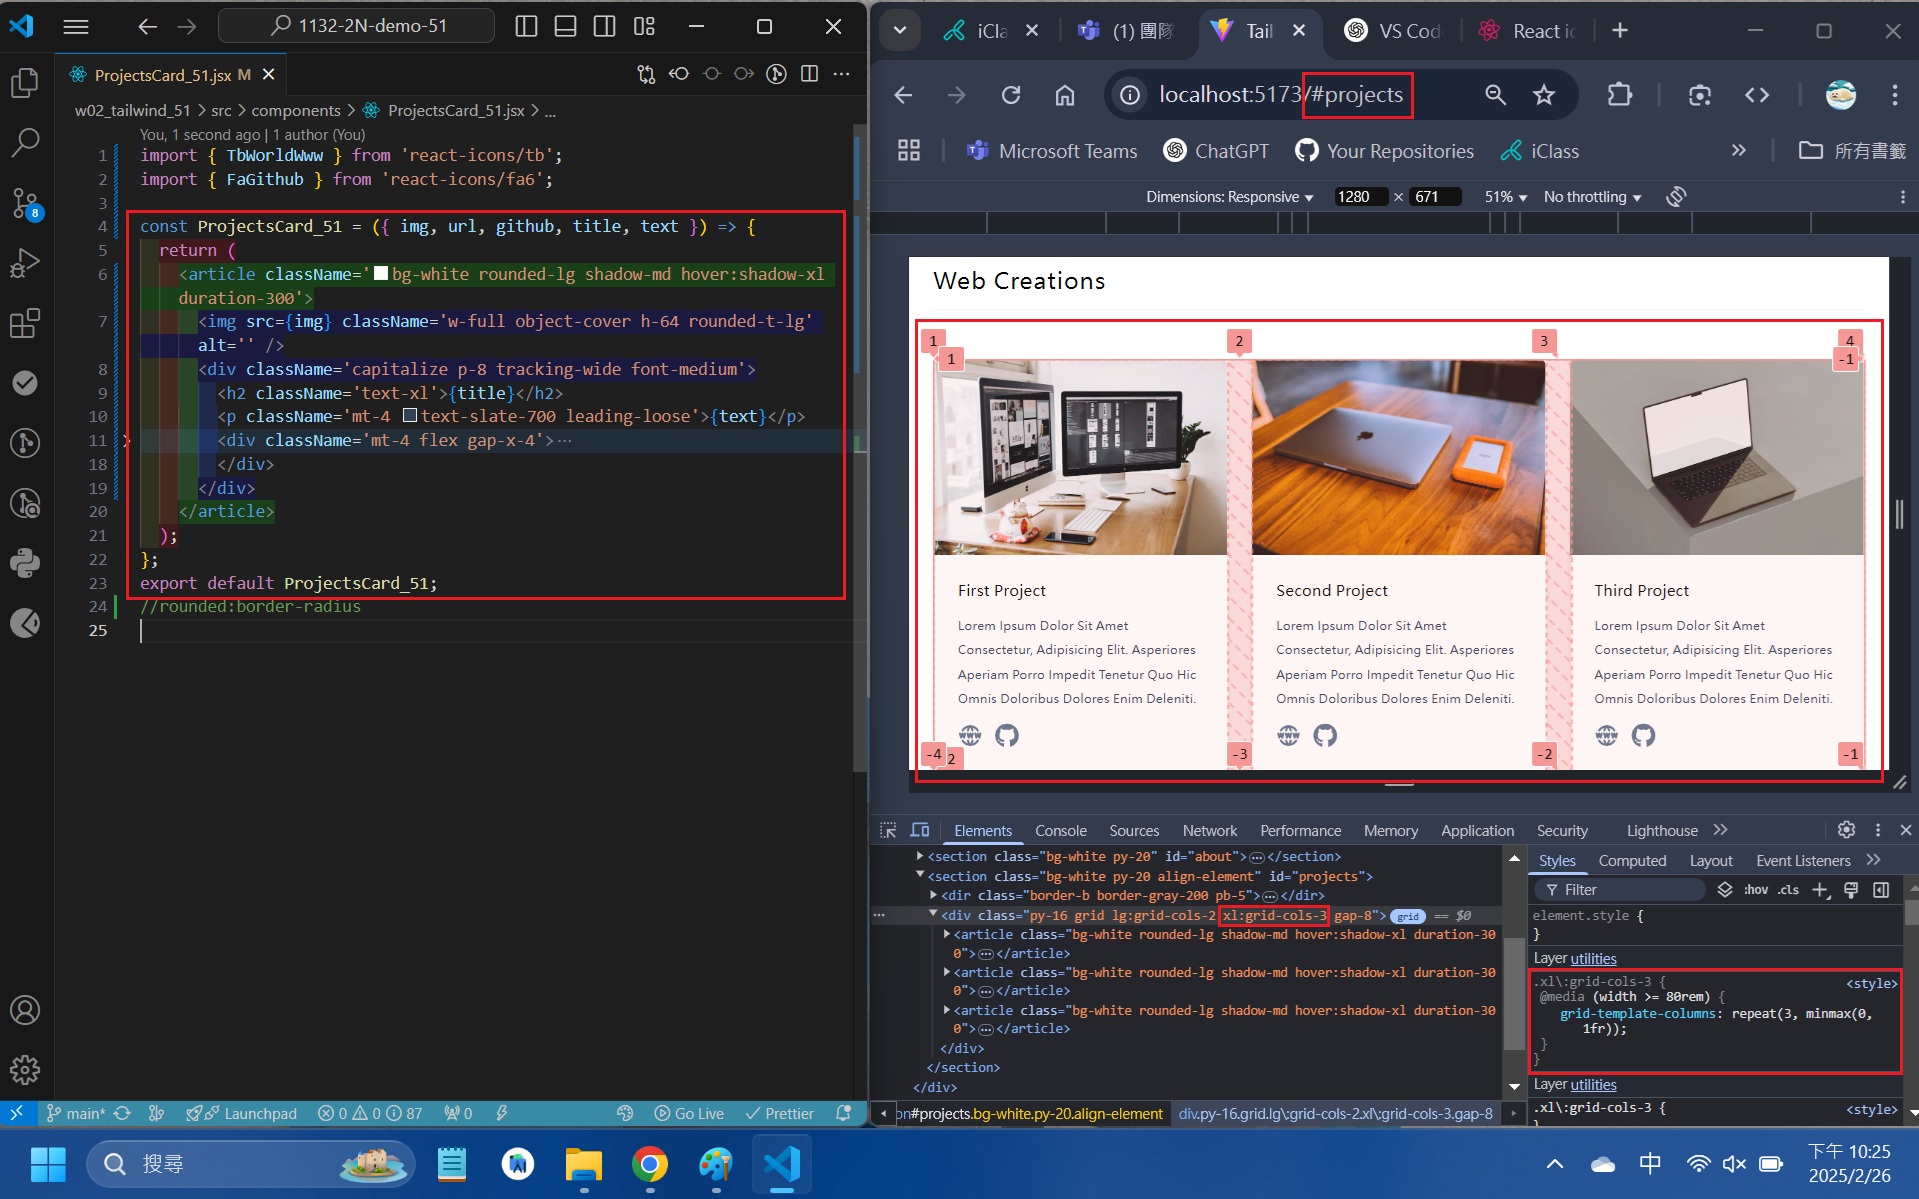 1132-2N-demo-51
ProjectsCard_51.jsx M
w02_tailwind_51 > src > components > ProjectsCard_51.jsx > ...
You, 1 second ago | 1 author (You)
1 import { TbWorldWww } from 'react-icons/tb';
2 import { FaGithub } from 'react-icons/fa6';
3
4 const ProjectsCard_51 = ({ img, url, github, title, text }) => {
5 return (
6 <article className='bg-white rounded-lg shadow-md hover:shadow-xl
duration-300'>
7 <img src={img} className='w-full object-cover h-64 rounded-t-lg'
alt='' />
8 <div className='capitalize p-8 tracking-wide font-medium'>
9 <h2 className='text-xl'>{title}</h2>
10 <p className='mt-4 text-slate-700 leading-loose'>{text}</p>
11 <div className='mt-4 flex gap-x-4'>⋯
18 </div>
19 </div>
20 </article>
21 );
22 };
23 export default ProjectsCard_51;
24 //rounded:border-radius
25
8
main* Launchpad 0 0 87 0 Go Live Prettier
iCla (1) 團隊 Tail VS Cod React ic
localhost:5173/#projects
Microsoft Teams ChatGPT Your Repositories iClass 所有書籤
Dimensions: Responsive 1280 × 671 51% No throttling
Web Creations
1 2 3 4
1 -1
First Project Second Project Third Project
Lorem Ipsum Dolor Sit Amet
Consectetur, Adipisicing Elit. Asperiores
Aperiam Porro Impedit Tenetur Quo Hic
Omnis Doloribus Dolores Enim Deleniti.
Lorem Ipsum Dolor Sit Amet
Consectetur, Adipisicing Elit. Asperiores
Aperiam Porro Impedit Tenetur Quo Hic
Omnis Doloribus Dolores Enim Deleniti.
Lorem Ipsum Dolor Sit Amet
Consectetur, Adipisicing Elit. Asperiores
Aperiam Porro Impedit Tenetur Quo Hic
Omnis Doloribus Dolores Enim Deleniti.
-4 2 -3 -2 -1
Elements Console Sources Network Performance Memory Application Security Lighthouse
<section class="bg-white py-20" id="about">…</section>
<section class="bg-white py-20 align-element" id="projects">
<dir class="border-b border-gray-200 pb-5">…</dir>
<div class="py-16 grid lg:grid-cols-2 xl:grid-cols-3 gap-8"> grid == $0
<article class="bg-white rounded-lg shadow-md hover:shadow-xl duration-30
0">…</article>
<article class="bg-white rounded-lg shadow-md hover:shadow-xl duration-30
0">…</article>
<article class="bg-white rounded-lg shadow-md hover:shadow-xl duration-30
0">…</article>
</div>
</section>
</div>
on#projects.bg-white.py-20.align-element div.py-16.grid.lg\:grid-cols-2.xl\:grid-cols-3.gap-8
Styles Computed Layout Event Listeners
Filter :hov .cls
element.style {
}
Layer utilities
.xl\:grid-cols-3 { <style>
@media (width >= 80rem) {
grid-template-columns: repeat(3, minmax(0,
1fr));
}
}
Layer utilities
.xl\:grid-cols-3 { <style>
搜尋
中
下午 10:25
2025/2/26